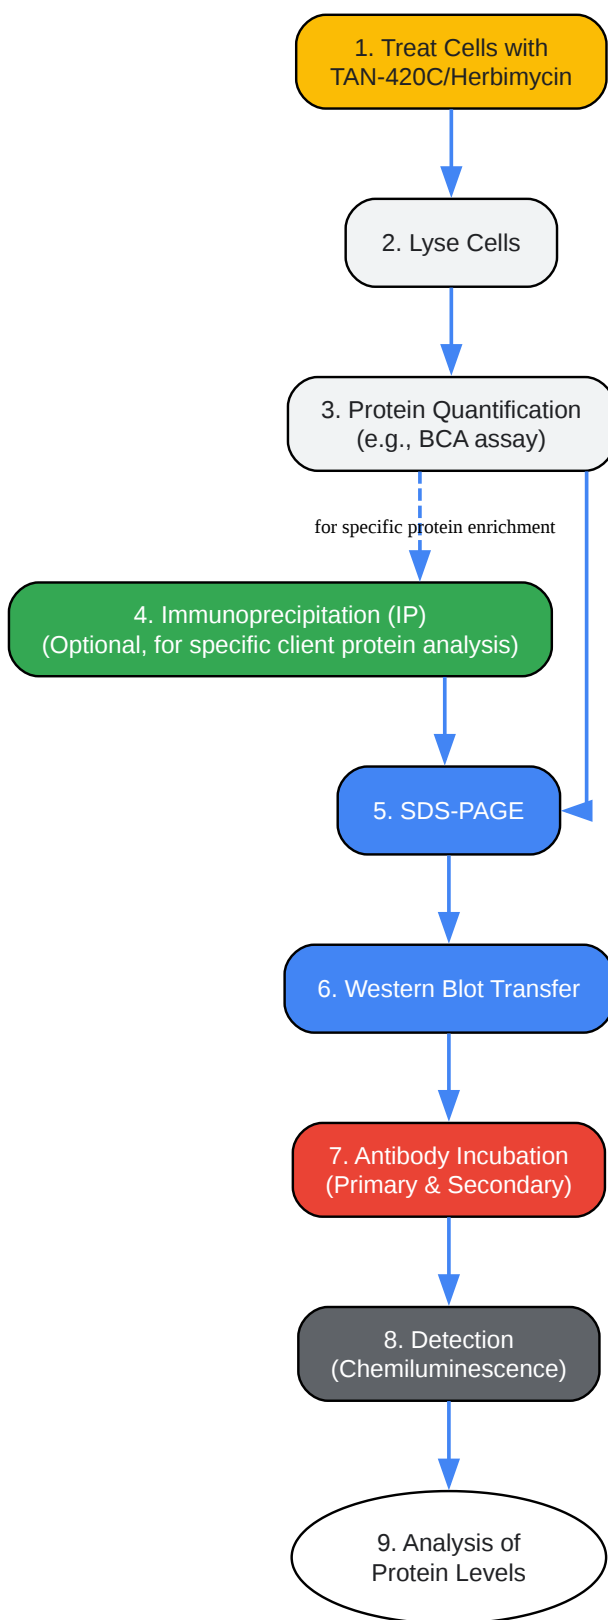 1. Treat Cells with
TAN-420C/Herbimycin
2. Lyse Cells
3. Protein Quantification
(e.g., BCA assay)
for specific protein enrichment
4. Immunoprecipitation (IP)
(Optional, for specific client protein analysis)
5. SDS-PAGE
6. Western Blot Transfer
7. Antibody Incubation
(Primary & Secondary)
8. Detection
(Chemiluminescence)
9. Analysis of
Protein Levels